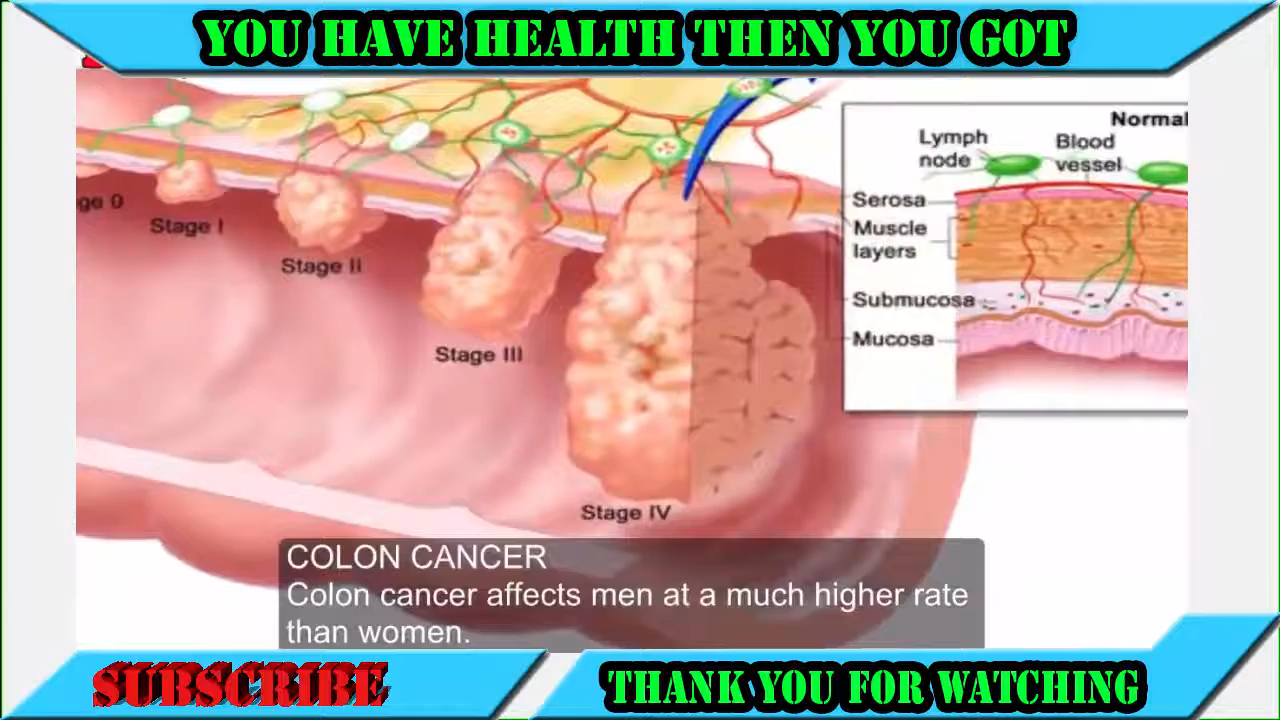 YOU HAVE HEALTH THEN YOU GOT
Normal
Lymph
node
Blood
vessel
Serosa
Muscle
layers
Submucosa
Mucosa
ge 0
Stage I
Stage II
Stage III
Stage IV
COLON CANCER
Colon cancer affects men at a much higher rate
than women.
SUBSCRIBE
THANK YOU FOR WATCHING